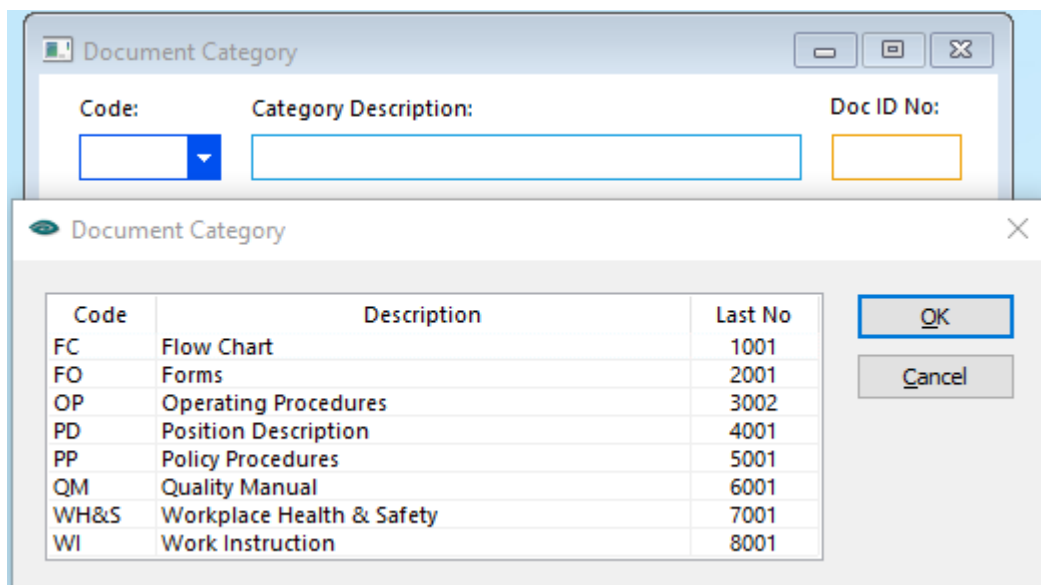 Document Category
Code: Category Description: Doc ID No:
Document Category
Code Description Last No
OK
FC Flow Chart 1001
FO Forms 2001
Cancel
OP Operating Procedures 3002
PD Position Description 4001
PP Policy Procedures 5001
QM Quality Manual 6001
WH&S Workplace Health & Safety 7001
WI Work Instruction 8001